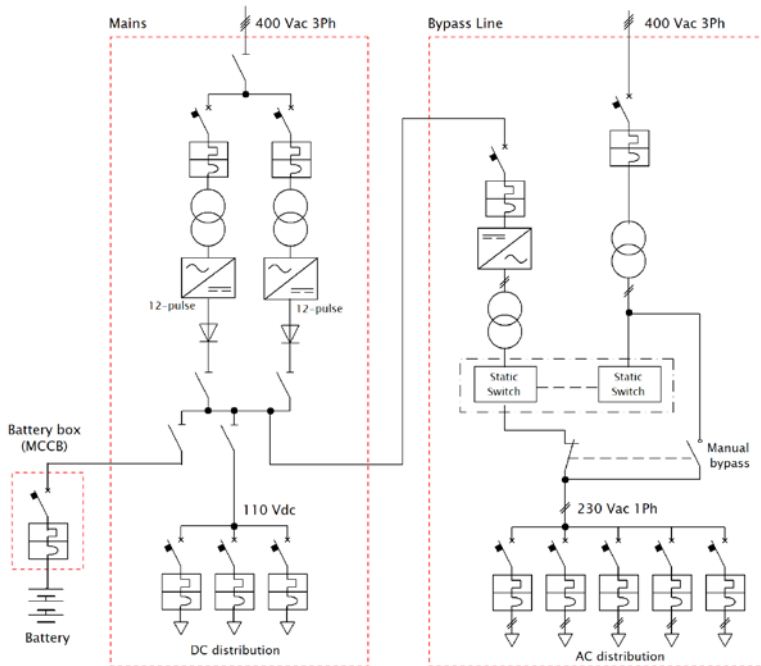 Mains
400 Vac 3Ph
Bypass Line
400 Vac 3Ph
12-pulse
12-pulse
Static
Switch
Static
Switch
Battery box
(MCCB)
Manual
bypass
110 Vdc
230 Vac 1Ph
Battery
DC distribution
AC distribution